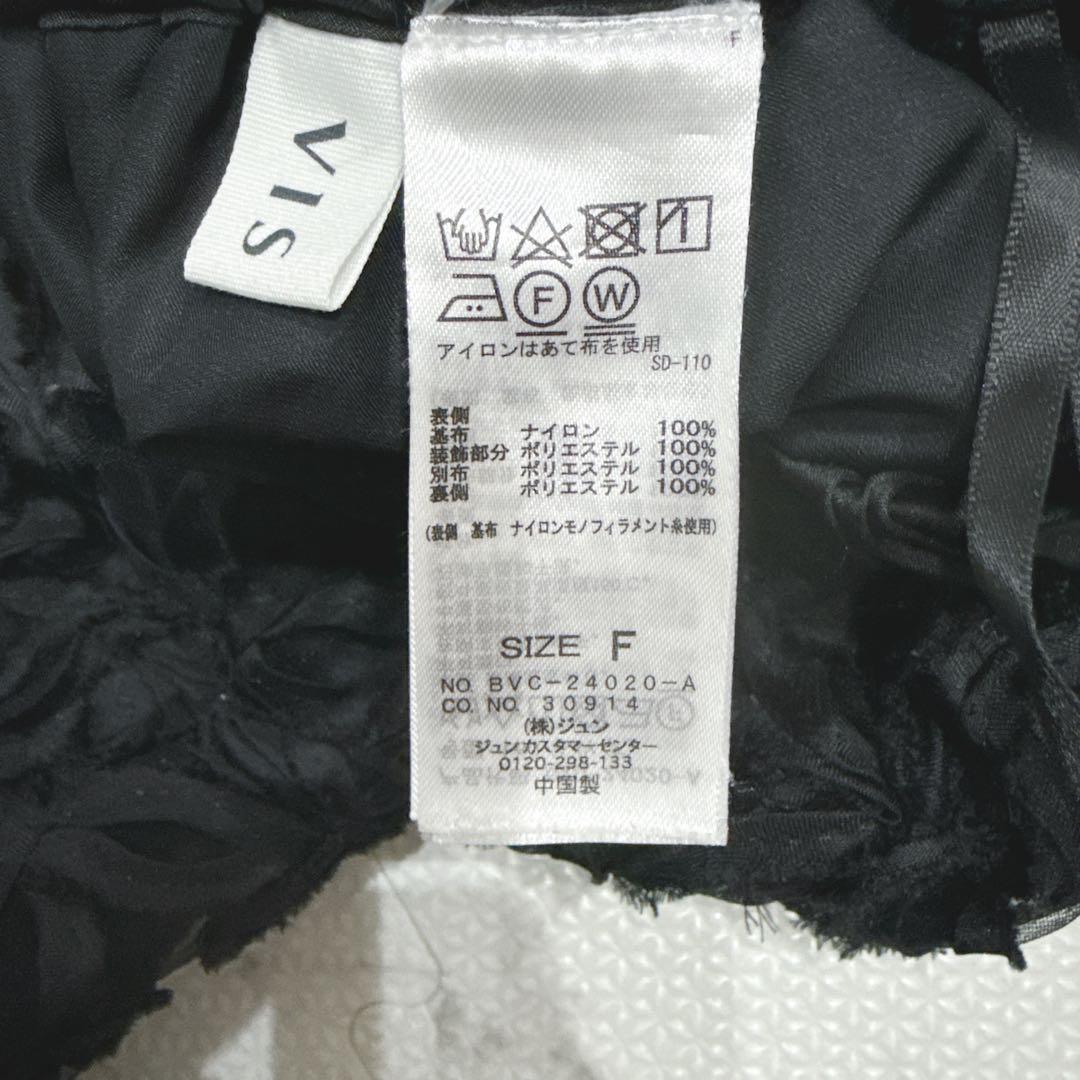 VIS
F
アイロンはあて布を使用
SD-110
表側
基布 ナイロン 100%
装飾部分 ポリエステル 100%
別布 ポリエステル 100%
裏側 ポリエステル 100%
(表側 基布 ナイロンモノフィラメント糸使用)
SIZE F
NO. BVC-24020-A
CO. NO. 30914
(株)ジュン
ジュンカスタマーセンター
0120-298-133
中国製